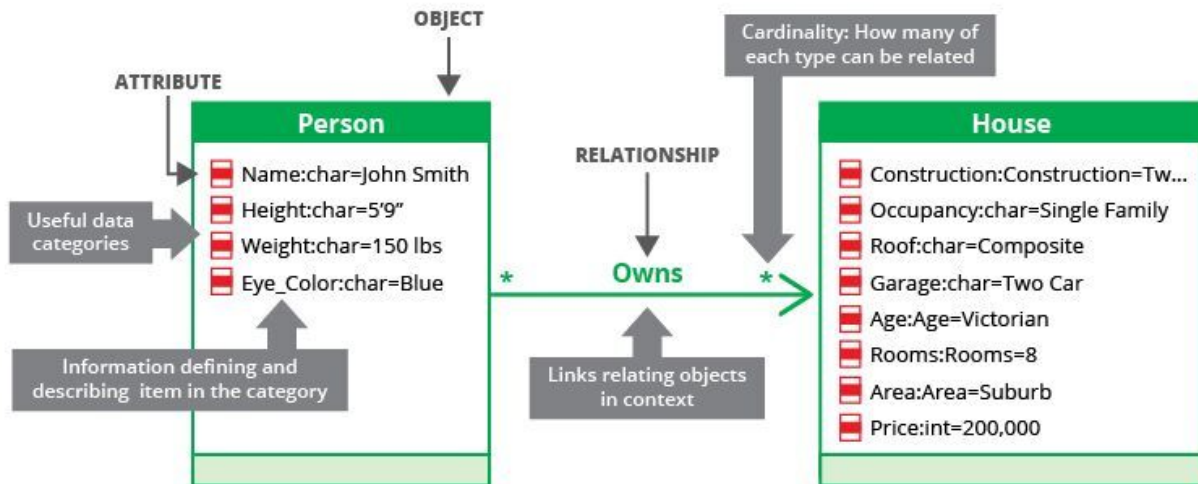 OBJECT
Cardinality: How many of
each type can be related
ATTRIBUTE
Person
House
RELATIONSHIP
Name:char=John Smith
Height:char=5'9”
Weight:char=150 lbs
Eye_Color:char=Blue
Useful data
categories
* Owns *
Construction:Construction=Tw...
Occupancy:char=Single Family
Roof:char=Composite
Garage:char=Two Car
Age:Age=Victorian
Rooms:Rooms=8
Area:Area=Suburb
Price:int=200,000
Information defining and
describing item in the category
Links relating objects
in context